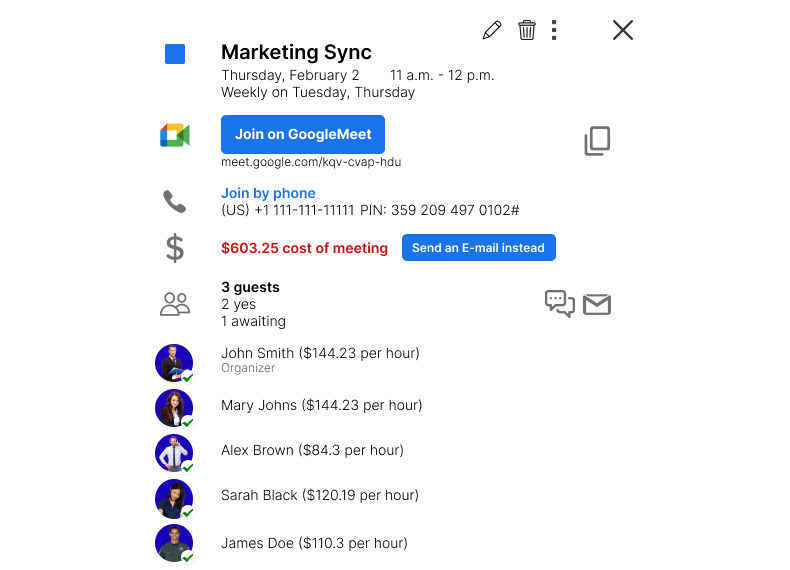 Marketing Sync
Thursday, February 2 11 a.m. - 12 p.m.
Weekly on Tuesday, Thursday
Join on GoogleMeet
meet.google.com/kqv-cvap-hdu
Join by phone
(US) +1 111-111-11111 PIN: 359 209 497 0102#
$603.25 cost of meeting Send an E-mail instead
3 guests
2 yes
1 awaiting
John Smith ($144.23 per hour)
Organizer
Mary Johns ($144.23 per hour)
Alex Brown ($84.3 per hour)
Sarah Black ($120.19 per hour)
James Doe ($110.3 per hour)